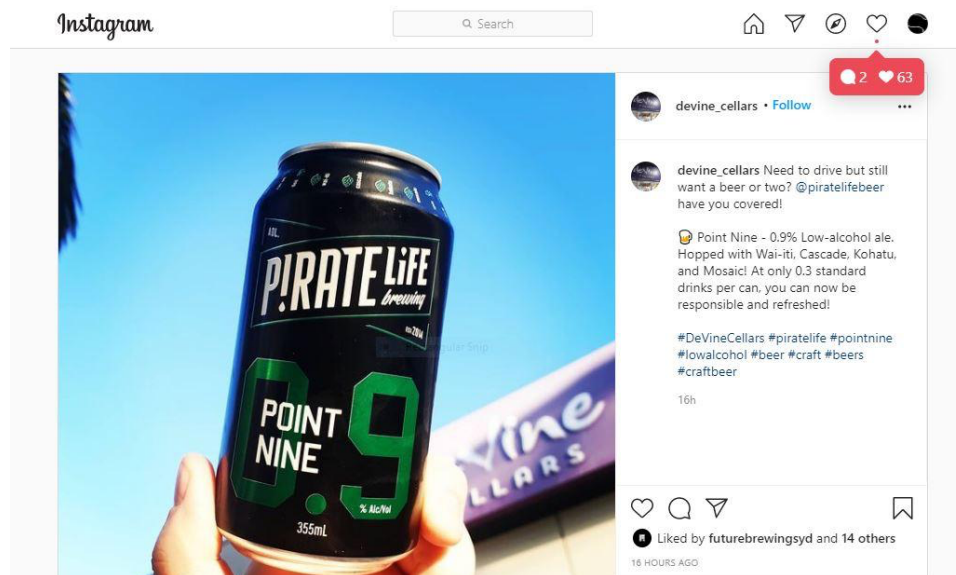 Instagram
Search
2 63
devine_cellars • Follow
devine_cellars Need to drive but still
want a beer or two? @piratelifebeer
have you covered!
🍺 Point Nine - 0.9% Low-alcohol ale.
Hopped with Wai-iti, Cascade, Kohatu,
and Mosaic! At only 0.3 standard
drinks per can, you can now be
responsible and refreshed!
#DeVineCellars #piratelife #pointnine
#lowalcohol #beer #craft #beers
#craftbeer
16h
Liked by futurebrewingsyd and 14 others
16 HOURS AGO
ADL.
P!RATE LiFE
brewing
0.9
POINT
NINE
% Alc/Vol
355mL
Vine
LLARS